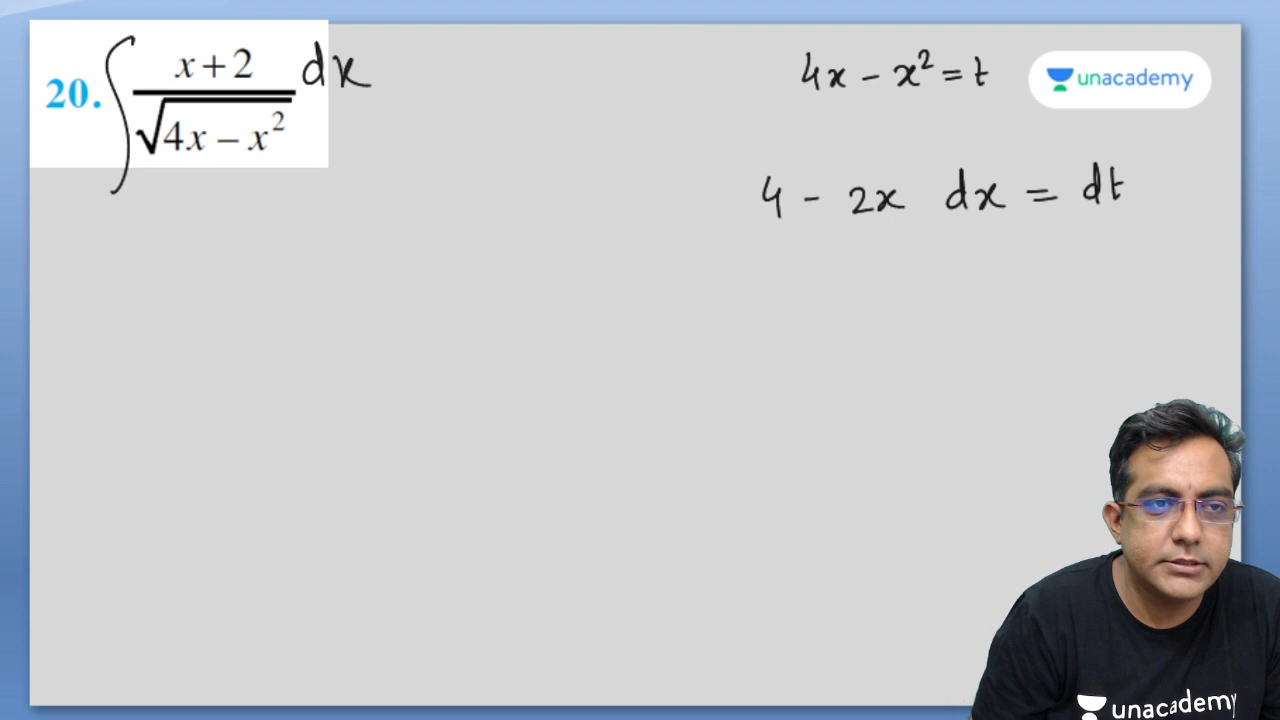 20. ∫ x+2 / √4x – x² dx
4x – x² = t
unacademy
4 – 2x dx = dt
unacademy